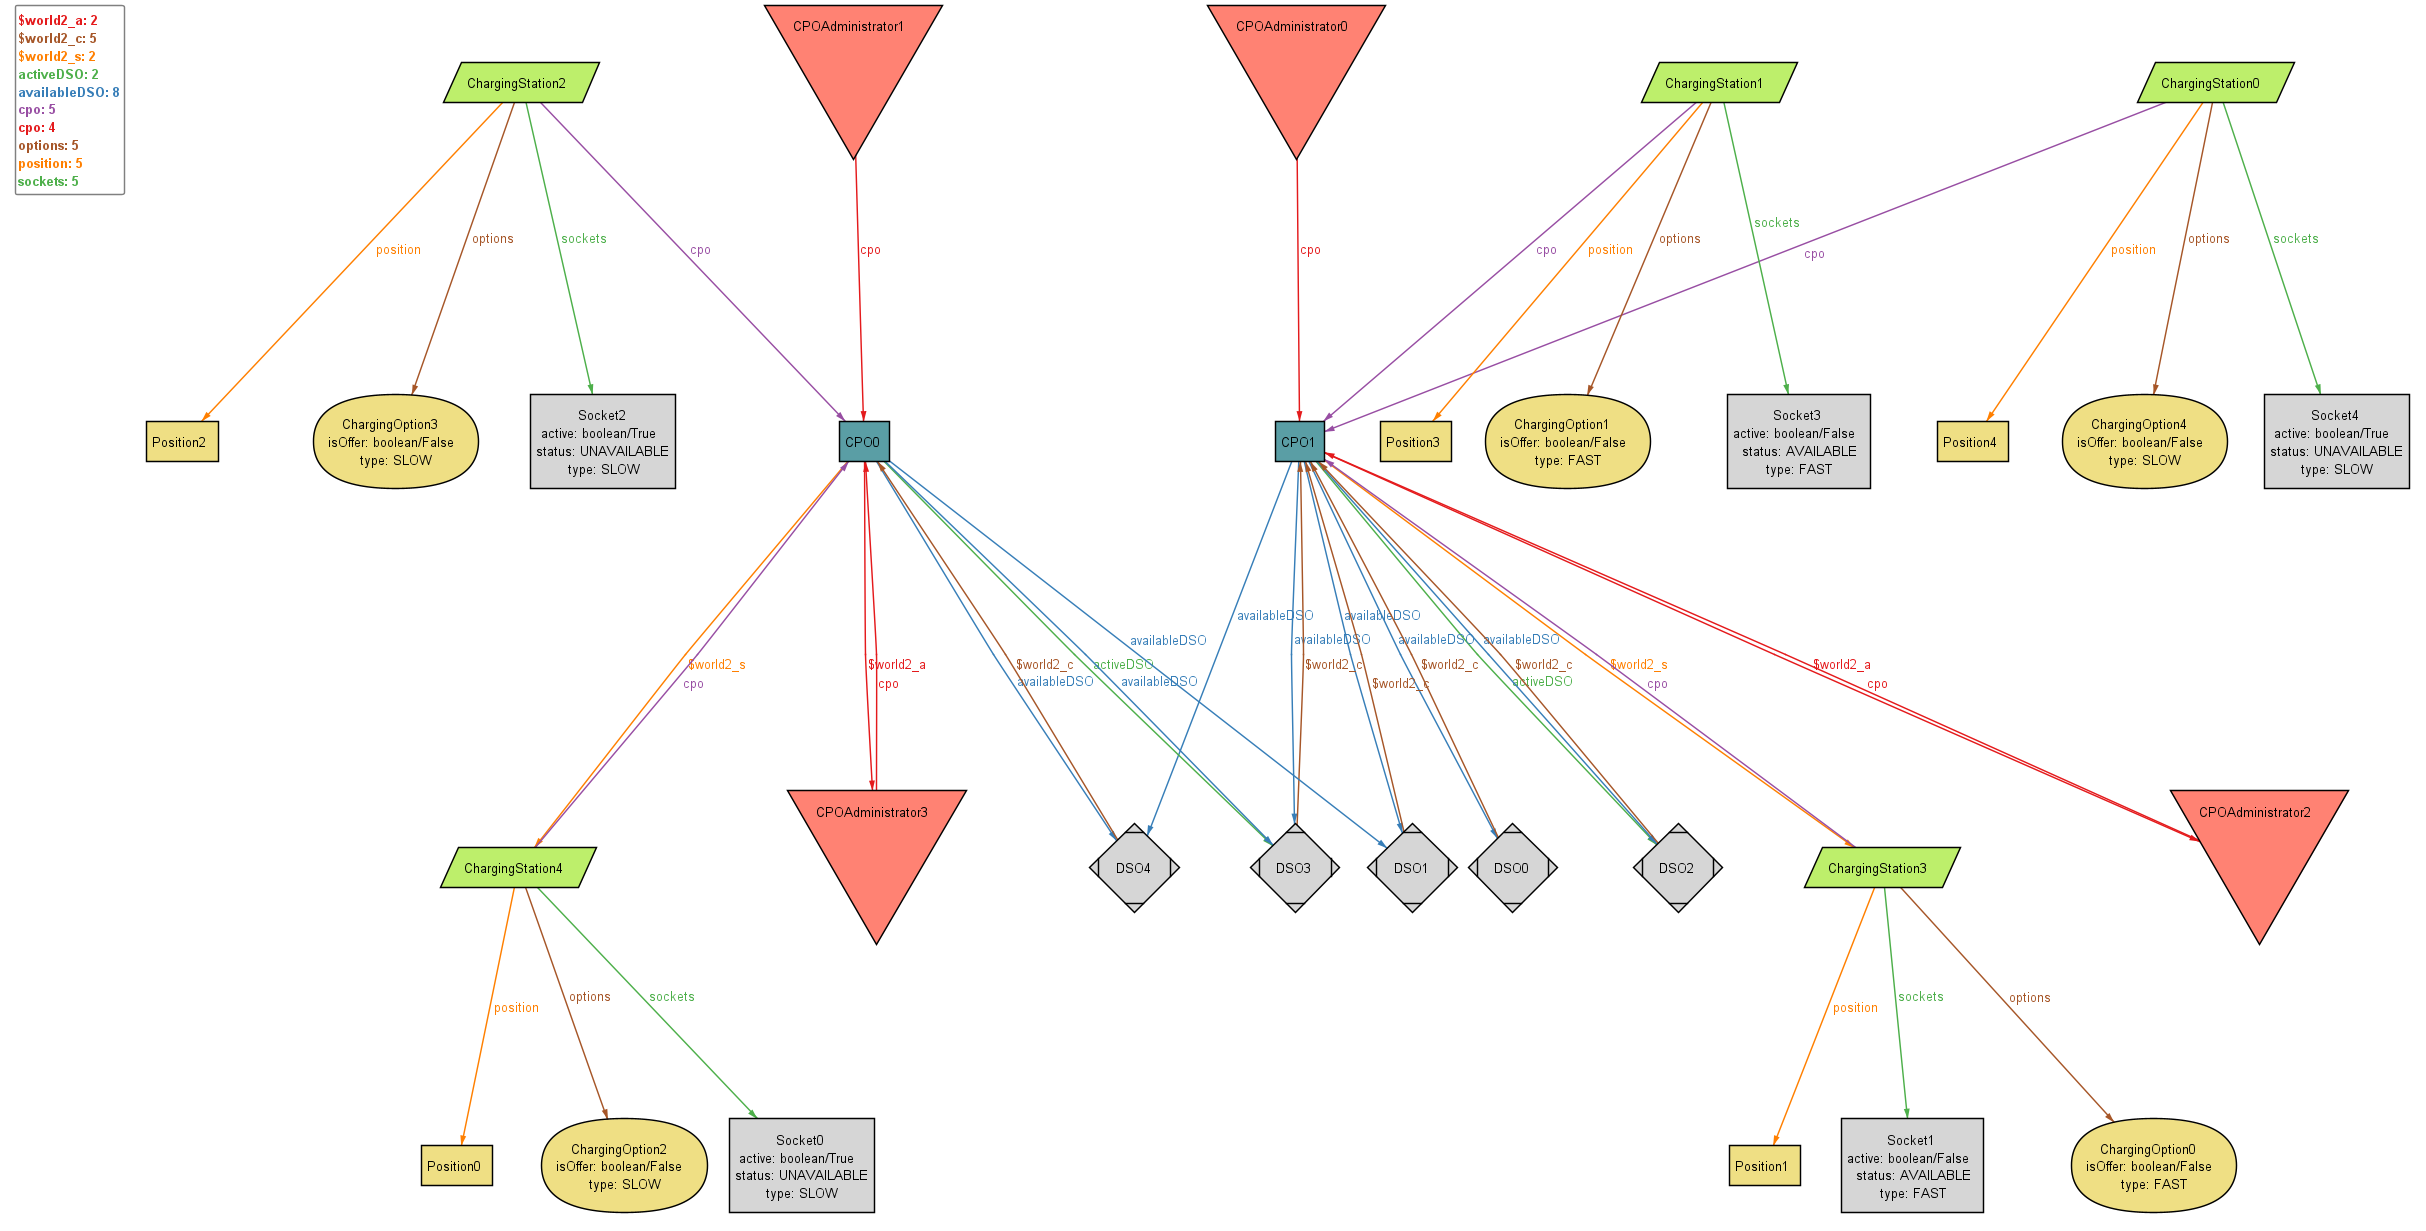 $world2_a: 2
$world2_c: 5
$world2_s: 2
activeDSO: 2
availableDSO: 8
cpo: 5
cpo: 4
options: 5
position: 5
sockets: 5
CPOAdministrator1
CPOAdministrator0
ChargingStation2
ChargingStation1
ChargingStation0
position
options
sockets
cpo
cpo
cpo
cpo
position
options
sockets
cpo
position
options
sockets
Position2
ChargingOption3
isOffer: boolean/False
type: SLOW
Socket2
active: boolean/True
status: UNAVAILABLE
type: SLOW
CPO0
CPO1
Position3
ChargingOption1
isOffer: boolean/False
type: FAST
Socket3
active: boolean/False
status: AVAILABLE
type: FAST
Position4
ChargingOption4
isOffer: boolean/False
type: SLOW
Socket4
active: boolean/True
status: UNAVAILABLE
type: SLOW
availableDSO
availableDSO
availableDSO
availableDSO
availableDSO
availableDSO
$world2_s
cpo
$world2_a
cpo
$world2_c
availableDSO
activeDSO
availableDSO
$world2_c
$world2_c
$world2_c
$world2_c
activeDSO
$world2_s
cpo
$world2_a
cpo
CPOAdministrator3
CPOAdministrator2
ChargingStation4
DSO4
DSO3
DSO1
DSO0
DSO2
ChargingStation3
position
options
sockets
position
sockets
options
Position0
ChargingOption2
isOffer: boolean/False
type: SLOW
Socket0
active: boolean/True
status: UNAVAILABLE
type: SLOW
Position1
Socket1
active: boolean/False
status: AVAILABLE
type: FAST
ChargingOption0
isOffer: boolean/False
type: FAST